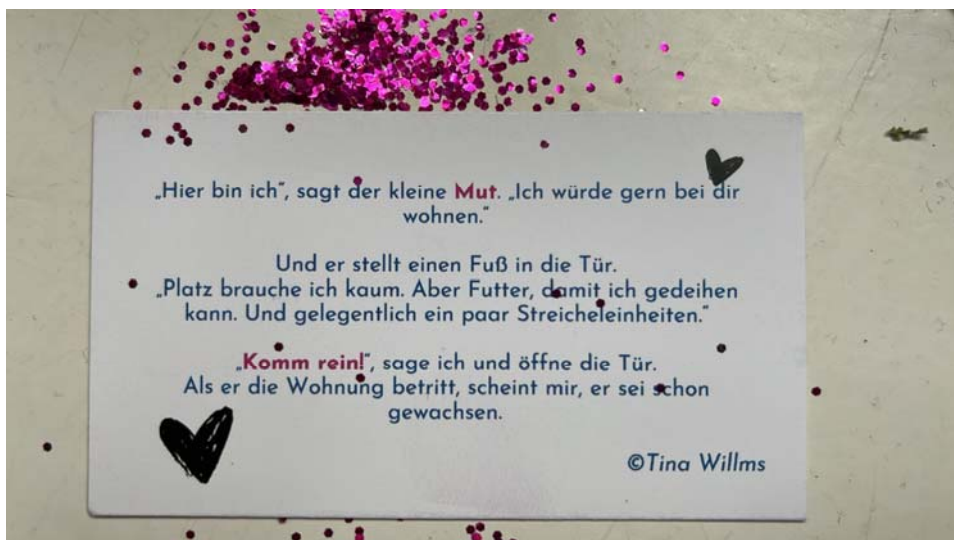 „Hier bin ich“, sagt der kleine Mut. „Ich würde gern bei dir
wohnen.“
Und er stellt einen Fuß in die Tür.
„Platz brauche ich kaum. Aber Futter, damit ich gedeihen
kann. Und gelegentlich ein paar Streicheleinheiten.“
„Komm rein!“, sage ich und öffne die Tür.
Als er die Wohnung betritt, scheint mir, er sei schon
gewachsen.
©Tina Willms